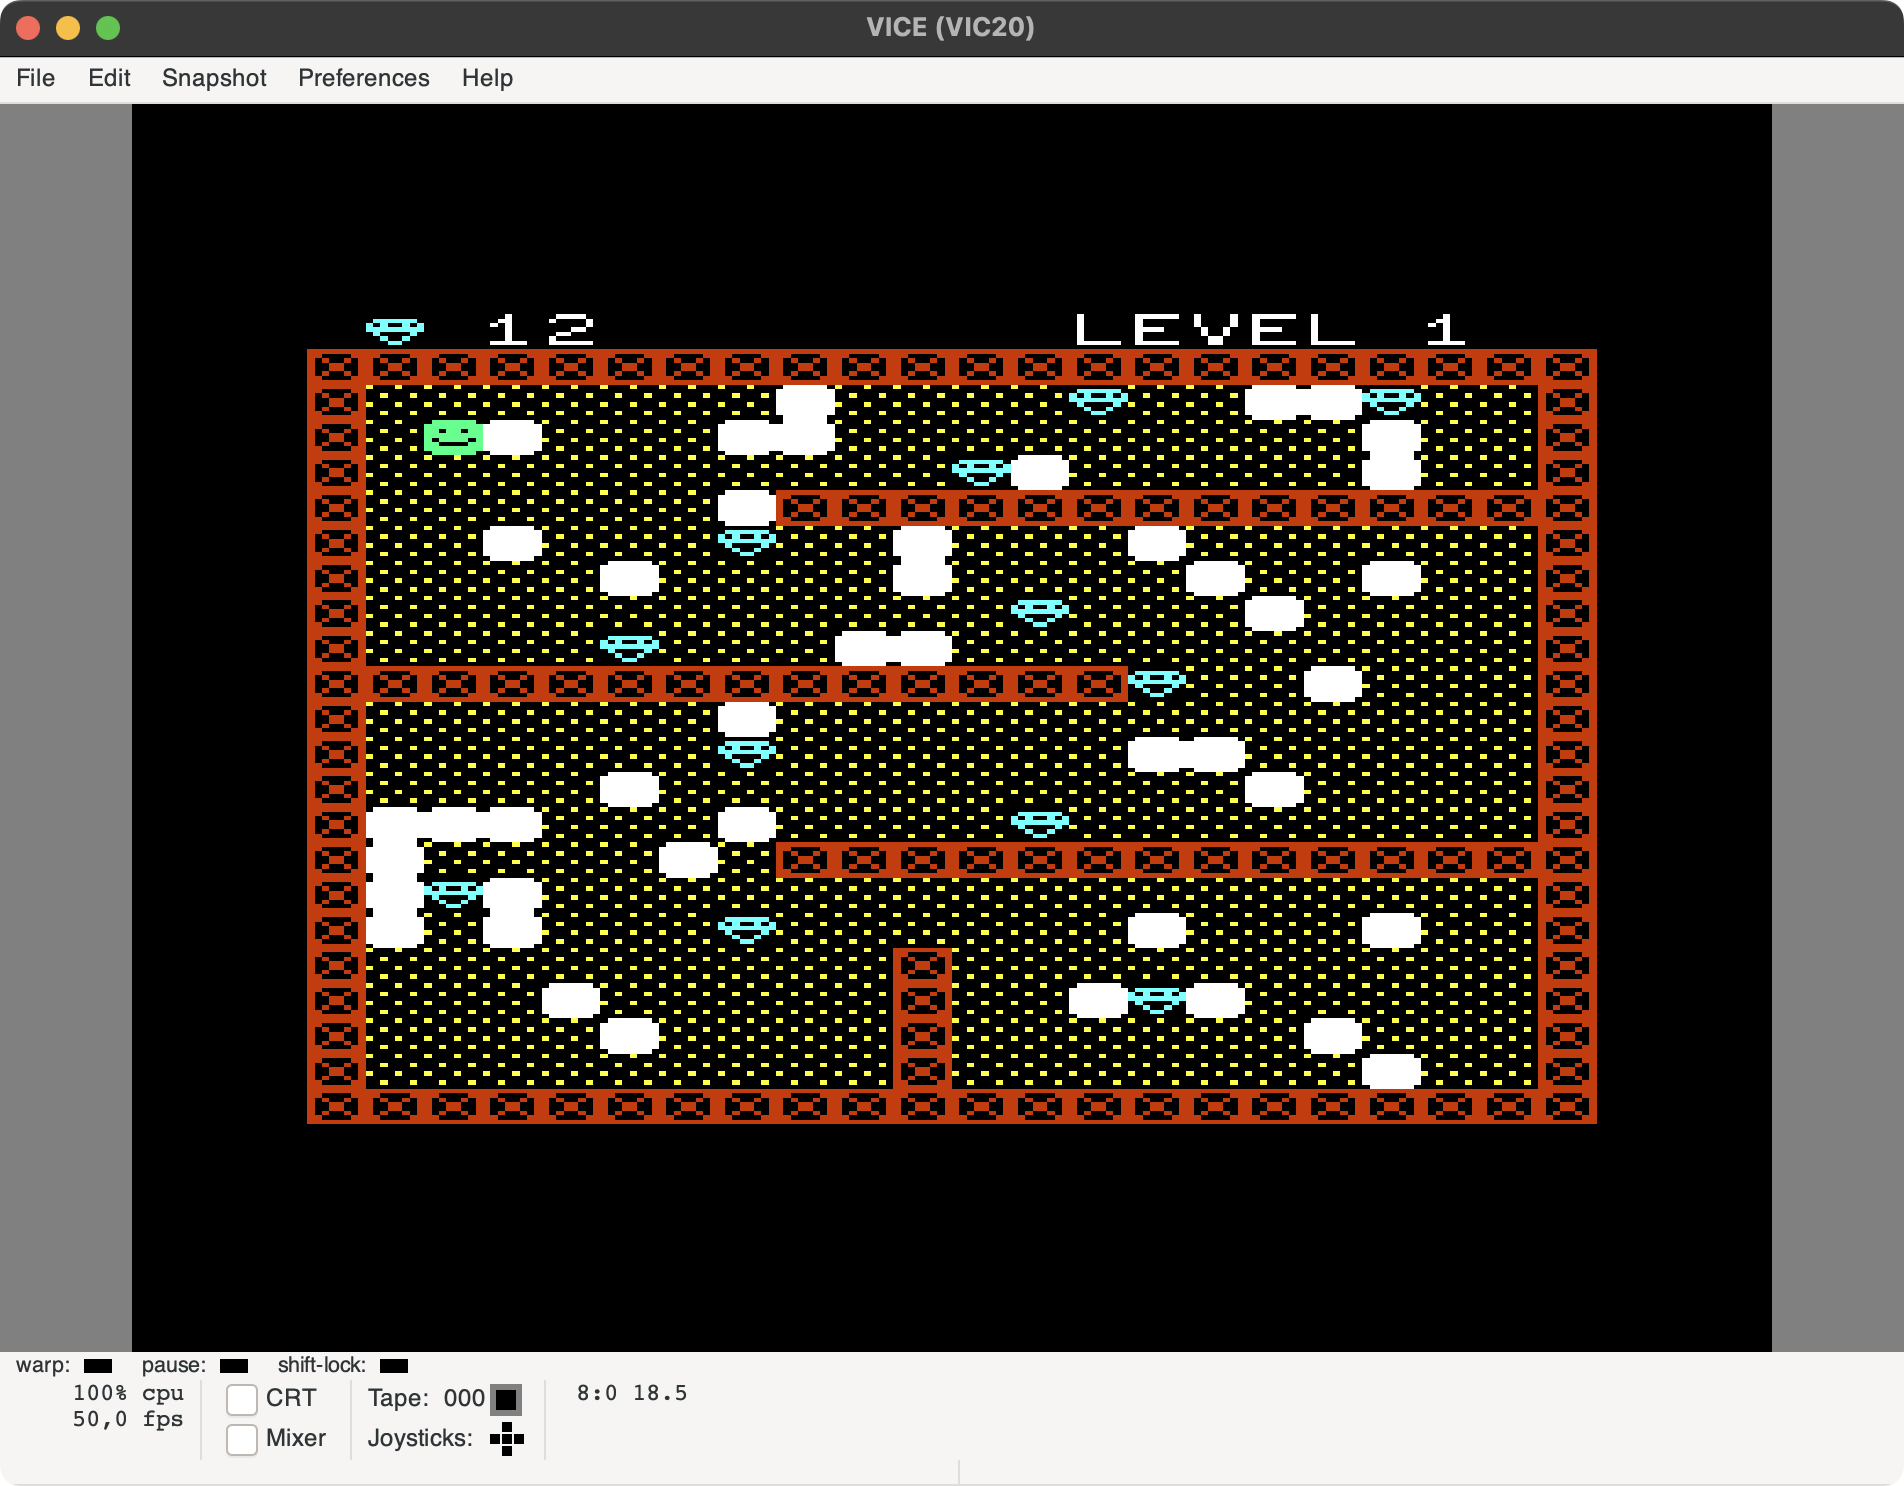 VICE (VIC20)
File Edit Snapshot Preferences Help
12 LEVEL 1
warp: pause: shift-lock:
100% cpu CRT Tape: 000 8:0 18.5
50,0 fps Mixer Joysticks: